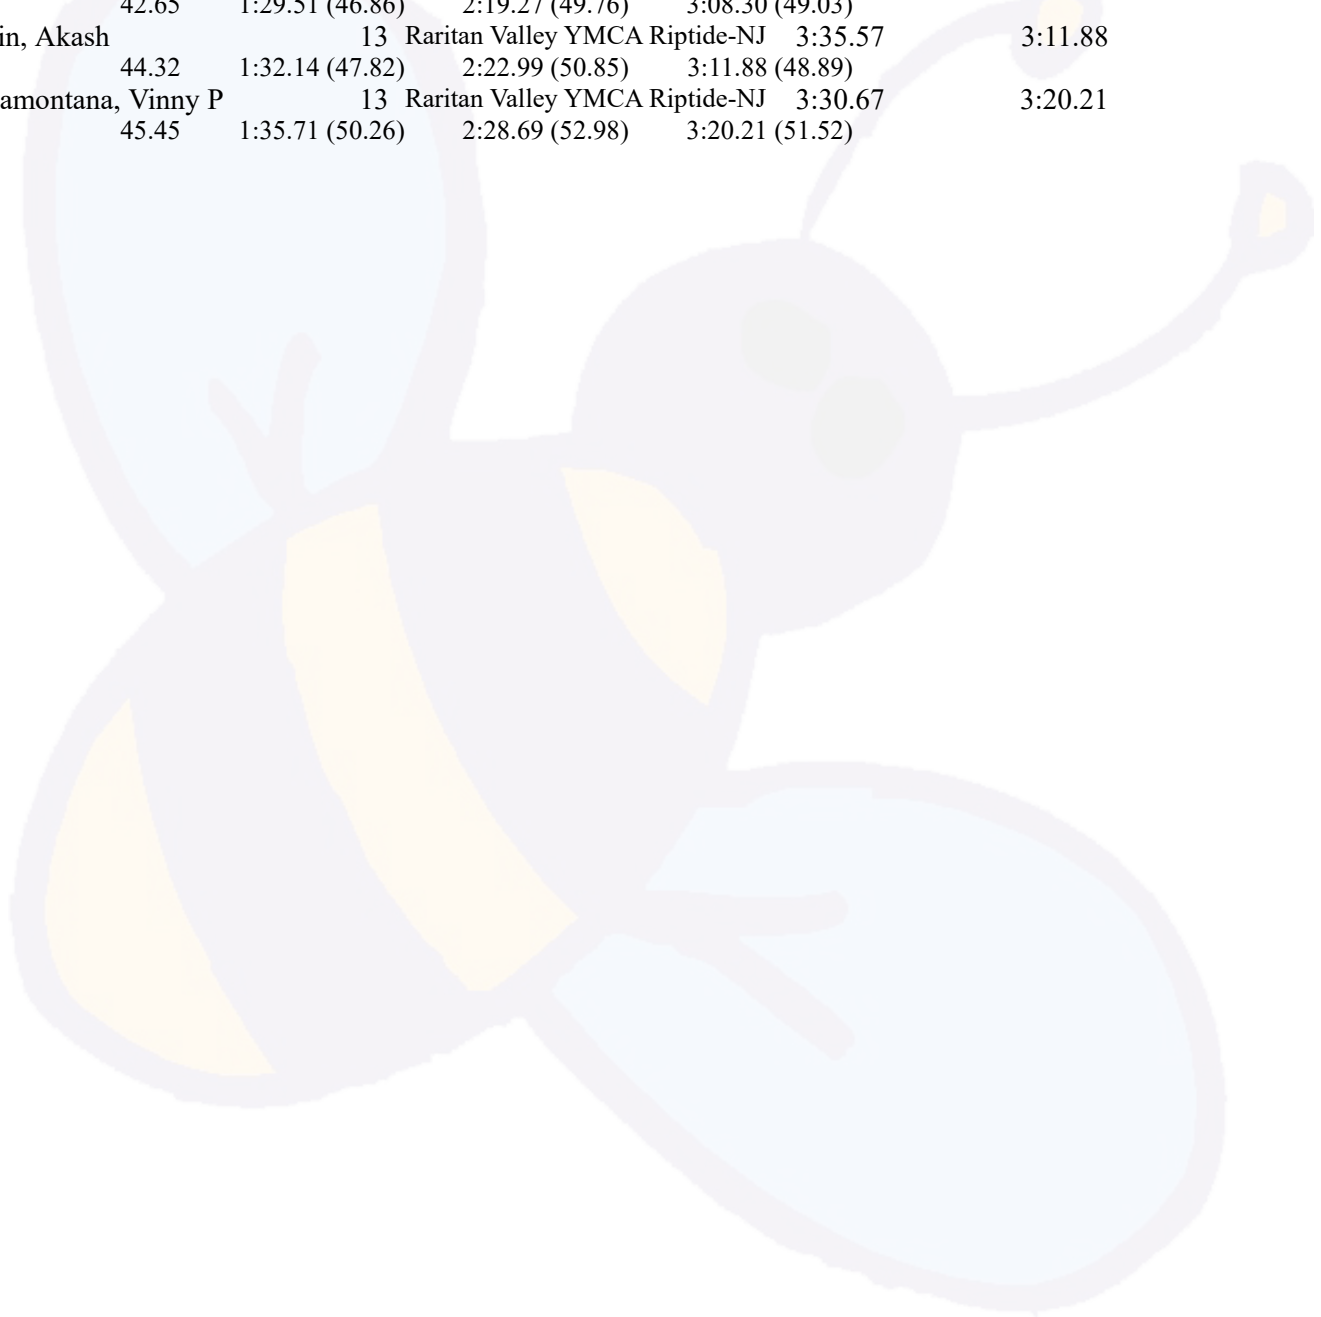 42.65 1:29.51 (46.86) 2:19.27 (49.76) 3:08.30 (49.03)
in, Akash 13 Raritan Valley YMCA Riptide-NJ 3:35.57 3:11.88
44.32 1:32.14 (47.82) 2:22.99 (50.85) 3:11.88 (48.89)
amontana, Vinny P 13 Raritan Valley YMCA Riptide-NJ 3:30.67 3:20.21
45.45 1:35.71 (50.26) 2:28.69 (52.98) 3:20.21 (51.52)